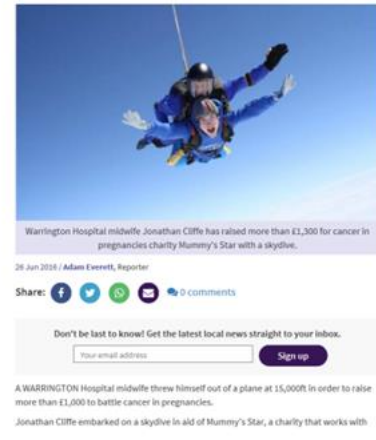 Warrington Hospital midwife Jonathan Cliffe has raised more than £1,300 for cancer in
pregnancies charity Mummy's Star with a skydive.
26 Jun 2016 / Adam Everett, Reporter
Share:
0 comments
Don't be last to know! Get the latest local news straight to your inbox.
Your email address
Sign up
A WARRINGTON Hospital midwife threw himself out of a plane at 15,000ft in order to raise
more than £1,000 to battle cancer in pregnancies.
Jonathan Cliffe embarked on a skydive in aid of Mummy's Star, a charity that works with